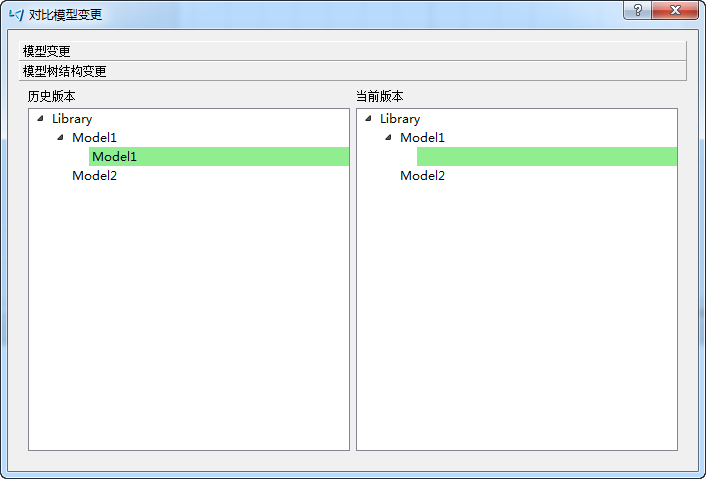 对比模型变更
模型变更
模型树结构变更
历史版本
Library
Model1
Model1
Model2
当前版本
Library
Model1
Model2